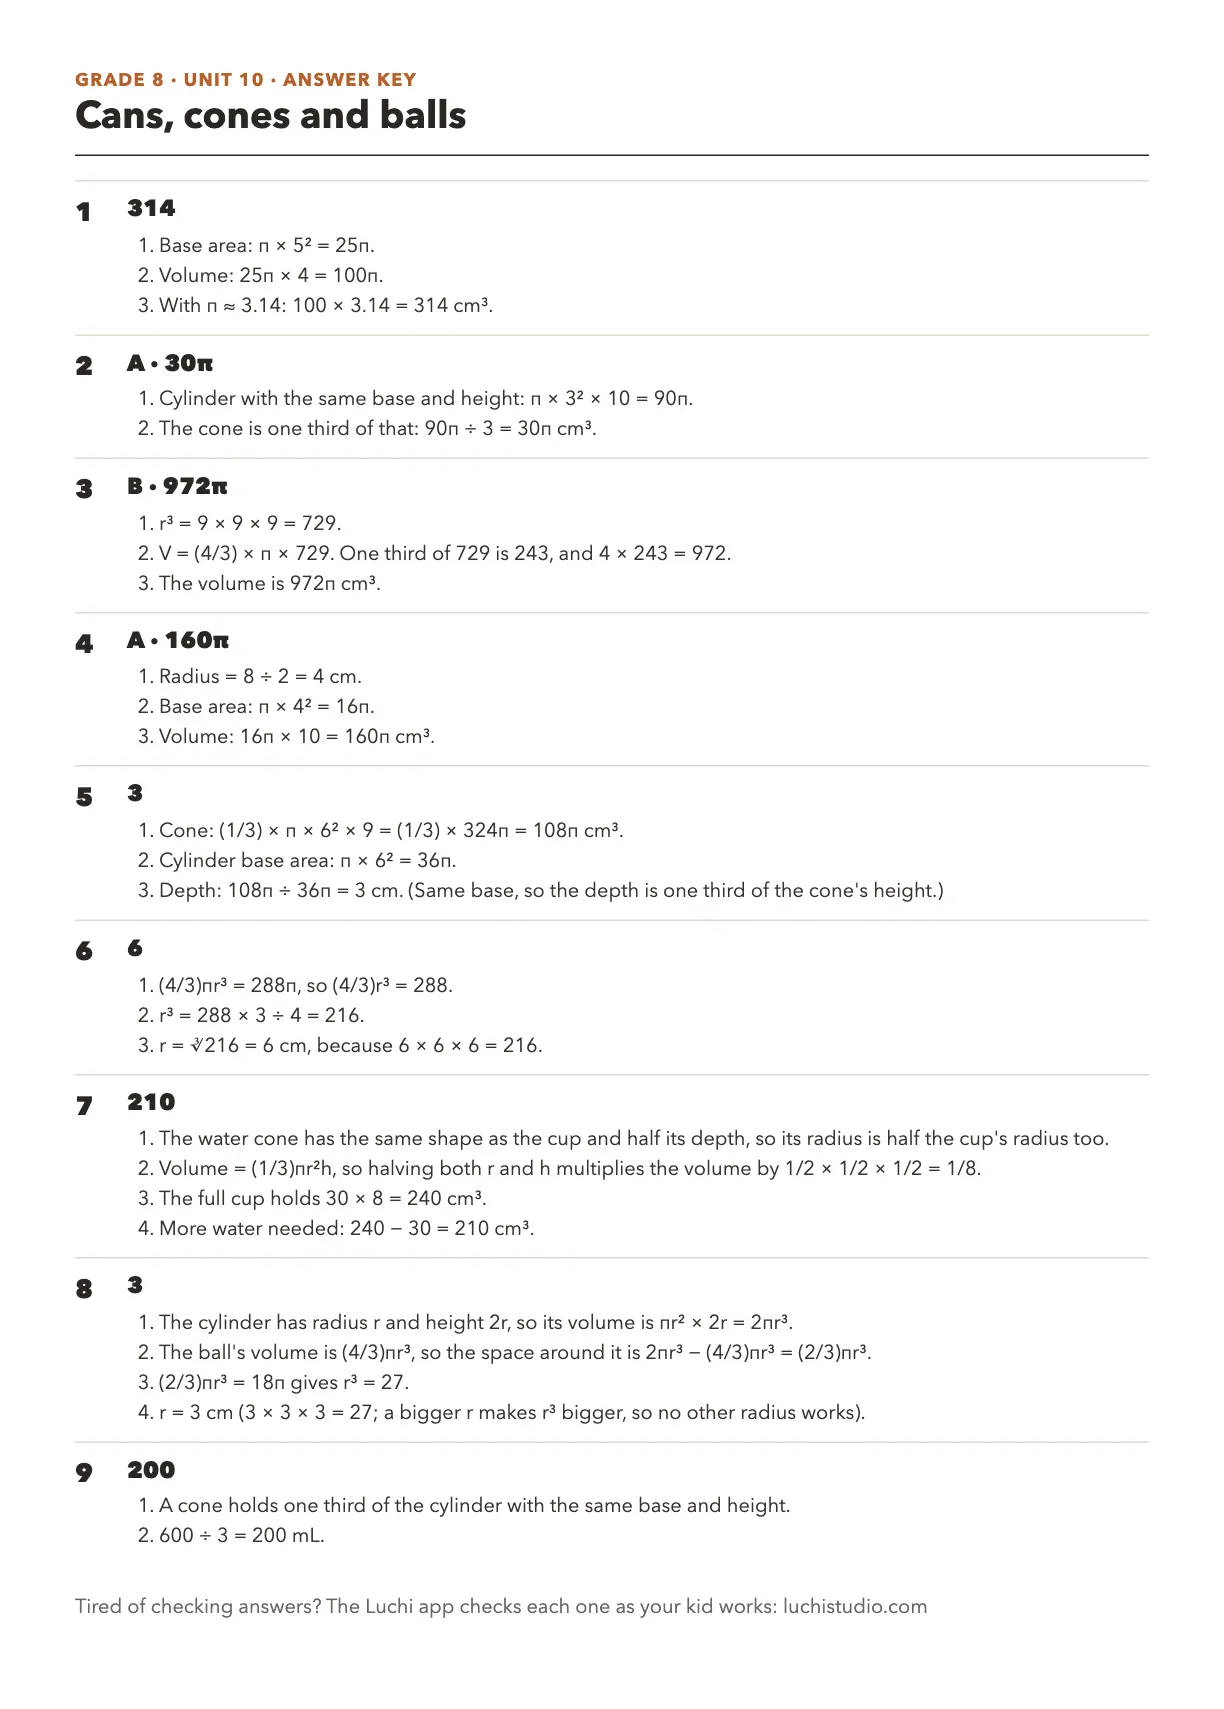 GRADE 8 · UNIT 10 · ANSWER KEY
Cans, cones and balls
1 314
1. Base area: π × 5² = 25π.
2. Volume: 25π × 4 = 100π.
3. With π ≈ 3.14: 100 × 3.14 = 314 cm³.
2 A · 30π
1. Cylinder with the same base and height: π × 3² × 10 = 90π.
2. The cone is one third of that: 90π ÷ 3 = 30π cm³.
3 B · 972π
1. r³ = 9 × 9 × 9 = 729.
2. V = (4/3) × π × 729. One third of 729 is 243, and 4 × 243 = 972.
3. The volume is 972π cm³.
4 A · 160π
1. Radius = 8 ÷ 2 = 4 cm.
2. Base area: π × 4² = 16π.
3. Volume: 16π × 10 = 160π cm³.
5 3
1. Cone: (1/3) × π × 6² × 9 = (1/3) × 324π = 108π cm³.
2. Cylinder base area: π × 6² = 36π.
3. Depth: 108π ÷ 36π = 3 cm. (Same base, so the depth is one third of the cone's height.)
6 6
1. (4/3)πr³ = 288π, so (4/3)r³ = 288.
2. r³ = 288 × 3 ÷ 4 = 216.
3. r = ∛216 = 6 cm, because 6 × 6 × 6 = 216.
7 210
1. The water cone has the same shape as the cup and half its depth, so its radius is half the cup's radius too.
2. Volume = (1/3)πr²h, so halving both r and h multiplies the volume by 1/2 × 1/2 × 1/2 = 1/8.
3. The full cup holds 30 × 8 = 240 cm³.
4. More water needed: 240 − 30 = 210 cm³.
8 3
1. The cylinder has radius r and height 2r, so its volume is πr² × 2r = 2πr³.
2. The ball's volume is (4/3)πr³, so the space around it is 2πr³ − (4/3)πr³ = (2/3)πr³.
3. (2/3)πr³ = 18π gives r³ = 27.
4. r = 3 cm (3 × 3 × 3 = 27; a bigger r makes r³ bigger, so no other radius works).
9 200
1. A cone holds one third of the cylinder with the same base and height.
2. 600 ÷ 3 = 200 mL.
Tired of checking answers? The Luchi app checks each one as your kid works: luchistudio.com